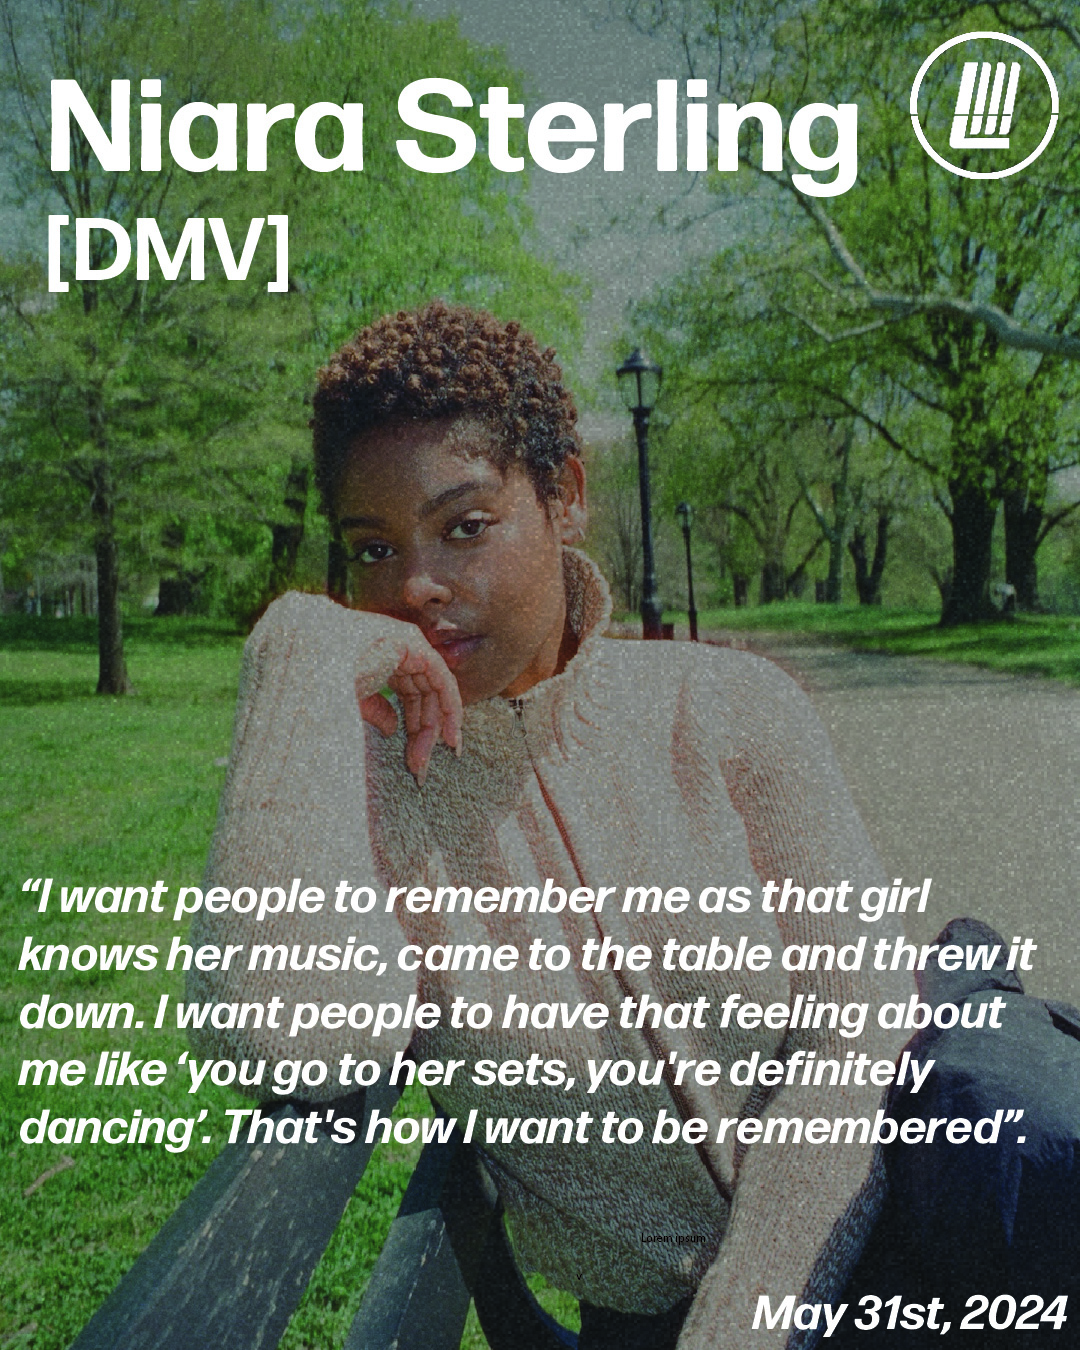 Niara Sterling
[DMV]
“I want people to remember me as that girl
knows her music, came to the table and threw it
down. I want people to have that feeling about
me like ‘you go to her sets, you're definitely
dancing’. That's how I want to be remembered”.
Lorem ipsum
v
May 31st, 2024